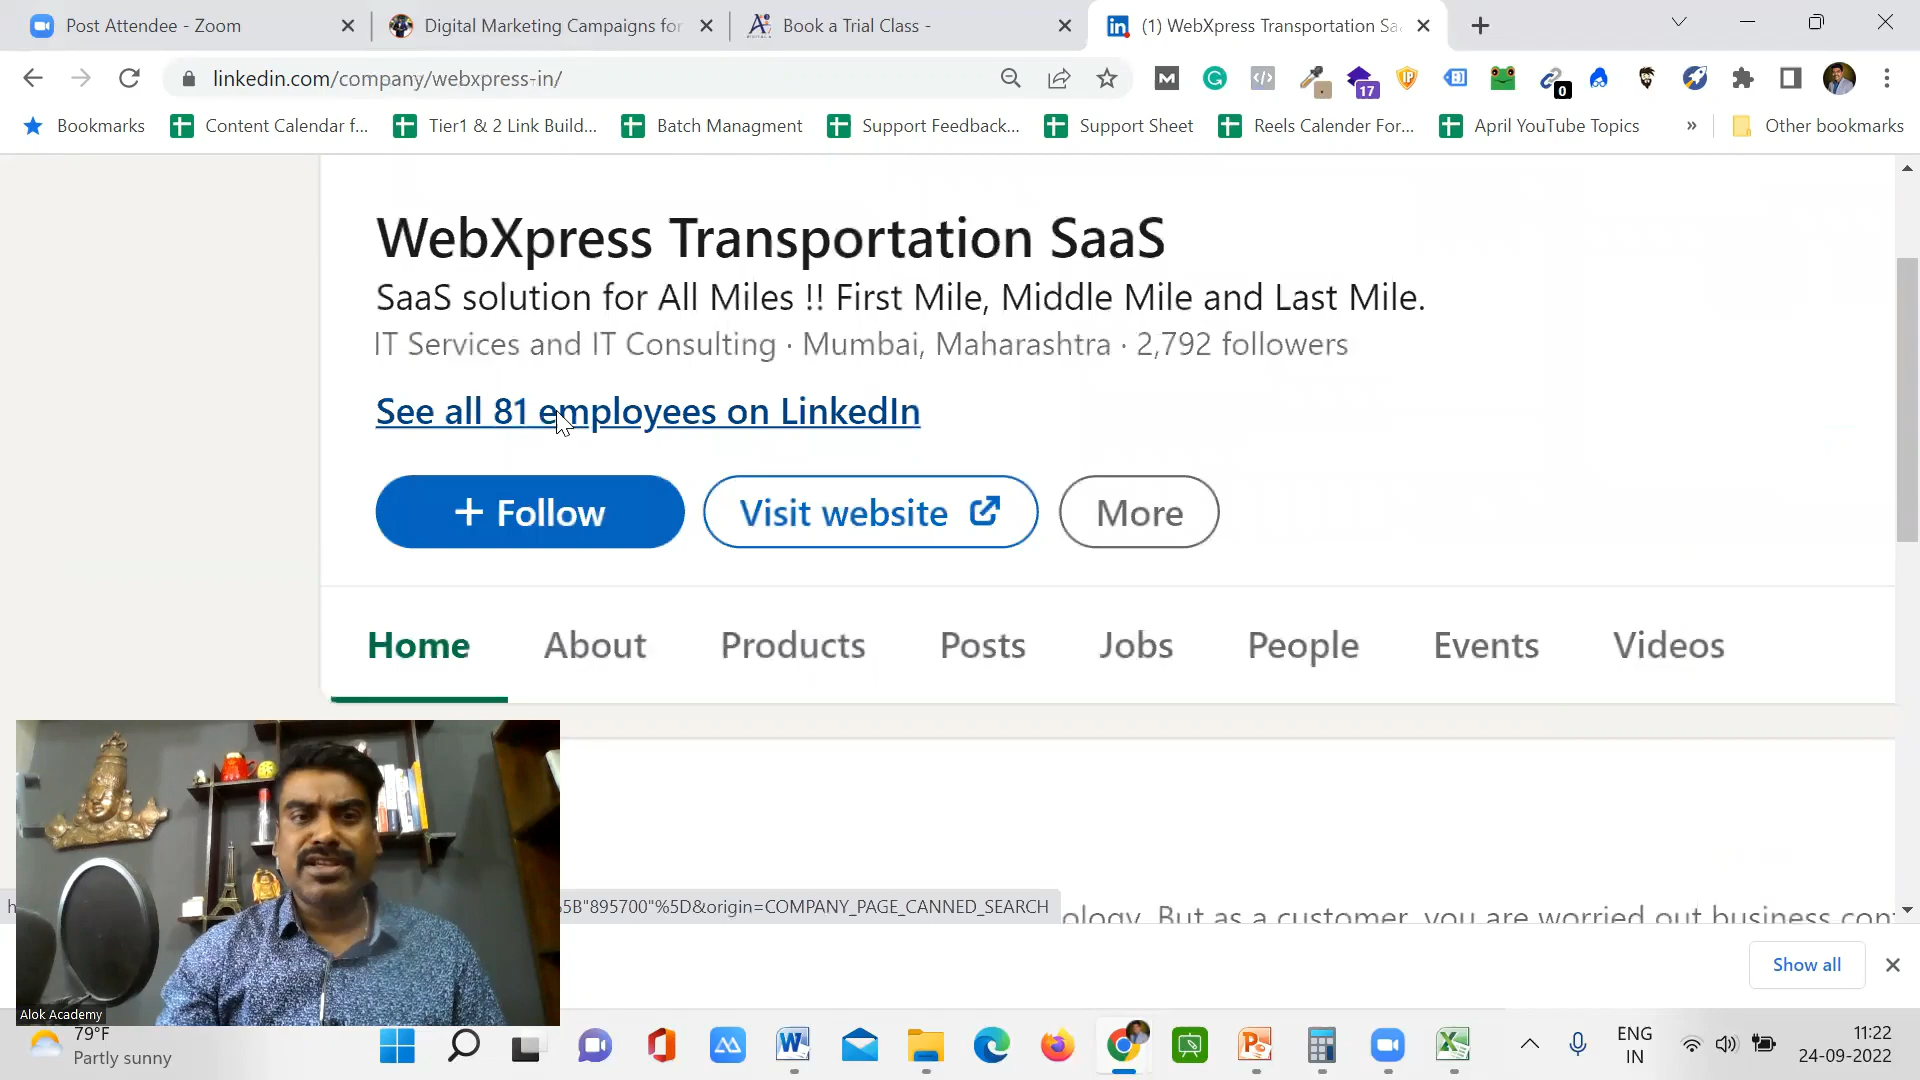 Post Attendee - Zoom
Digital Marketing Campaigns for
Book a Trial Class -
(1) WebXpress Transportation Sa
linkedin.com/company/webxpress-in/
17
0
Bookmarks
Content Calendar f...
Tier1 & 2 Link Build...
Batch Managment
Support Feedback...
Support Sheet
Reels Calender For...
April YouTube Topics
»
Other bookmarks
WebXpress Transportation SaaS
SaaS solution for All Miles !! First Mile, Middle Mile and Last Mile.
IT Services and IT Consulting · Mumbai, Maharashtra · 2,792 followers
See all 81 employees on LinkedIn
+ Follow
Visit website
More
Home
About
Products
Posts
Jobs
People
Events
Videos
5B"895700"%5D&origin=COMPANY_PAGE_CANNED_SEARCH
ology. But as a customer, you are worried out business con
Show all
Alok Academy
79°F
Partly sunny
ENG
IN
11:22
24-09-2022